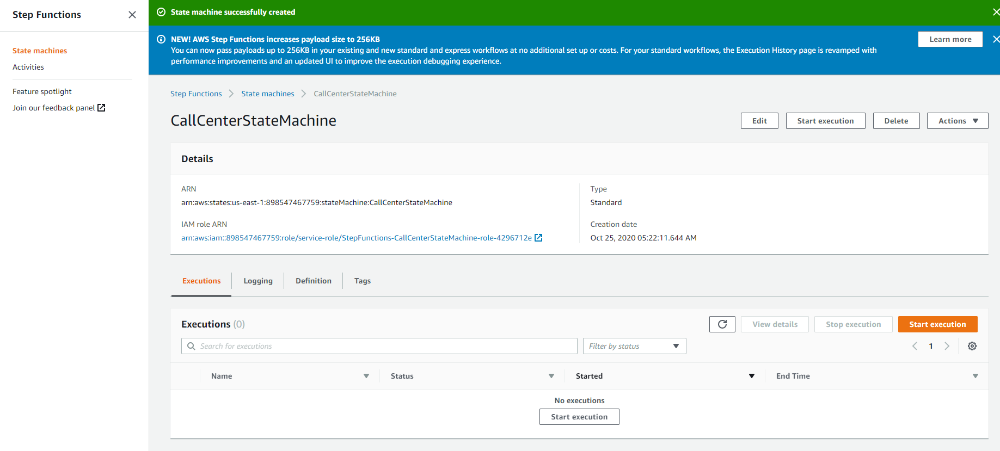 Step Functions
State machines
Activities
Feature spotlight
Join our feedback panel
State machine successfully created
NEW! AWS Step Functions increases payload size to 256KB
You can now pass payloads up to 256KB in your existing and new standard and express workflows at no additional set up or costs. For your standard workflows, the Execution History page is revamped with
performance improvements and an updated UI to improve the execution debugging experience.
Learn more
Step Functions State machines CallCenterStateMachine
CallCenterStateMachine
Edit Start execution Delete Actions
Details
ARN
arn:aws:states:us-east-1:898547467759:stateMachine:CallCenterStateMachine
IAM role ARN
arn:aws:iam::898547467759:role/service-role/StepFunctions-CallCenterStateMachine-role-4296712e
Type
Standard
Creation date
Oct 25, 2020 05:22:11.644 AM
Executions Logging Definition Tags
Executions (0)
View details Stop execution Start execution
Search for executions Filter by status 1
Name Status Started End Time
No executions
Start execution